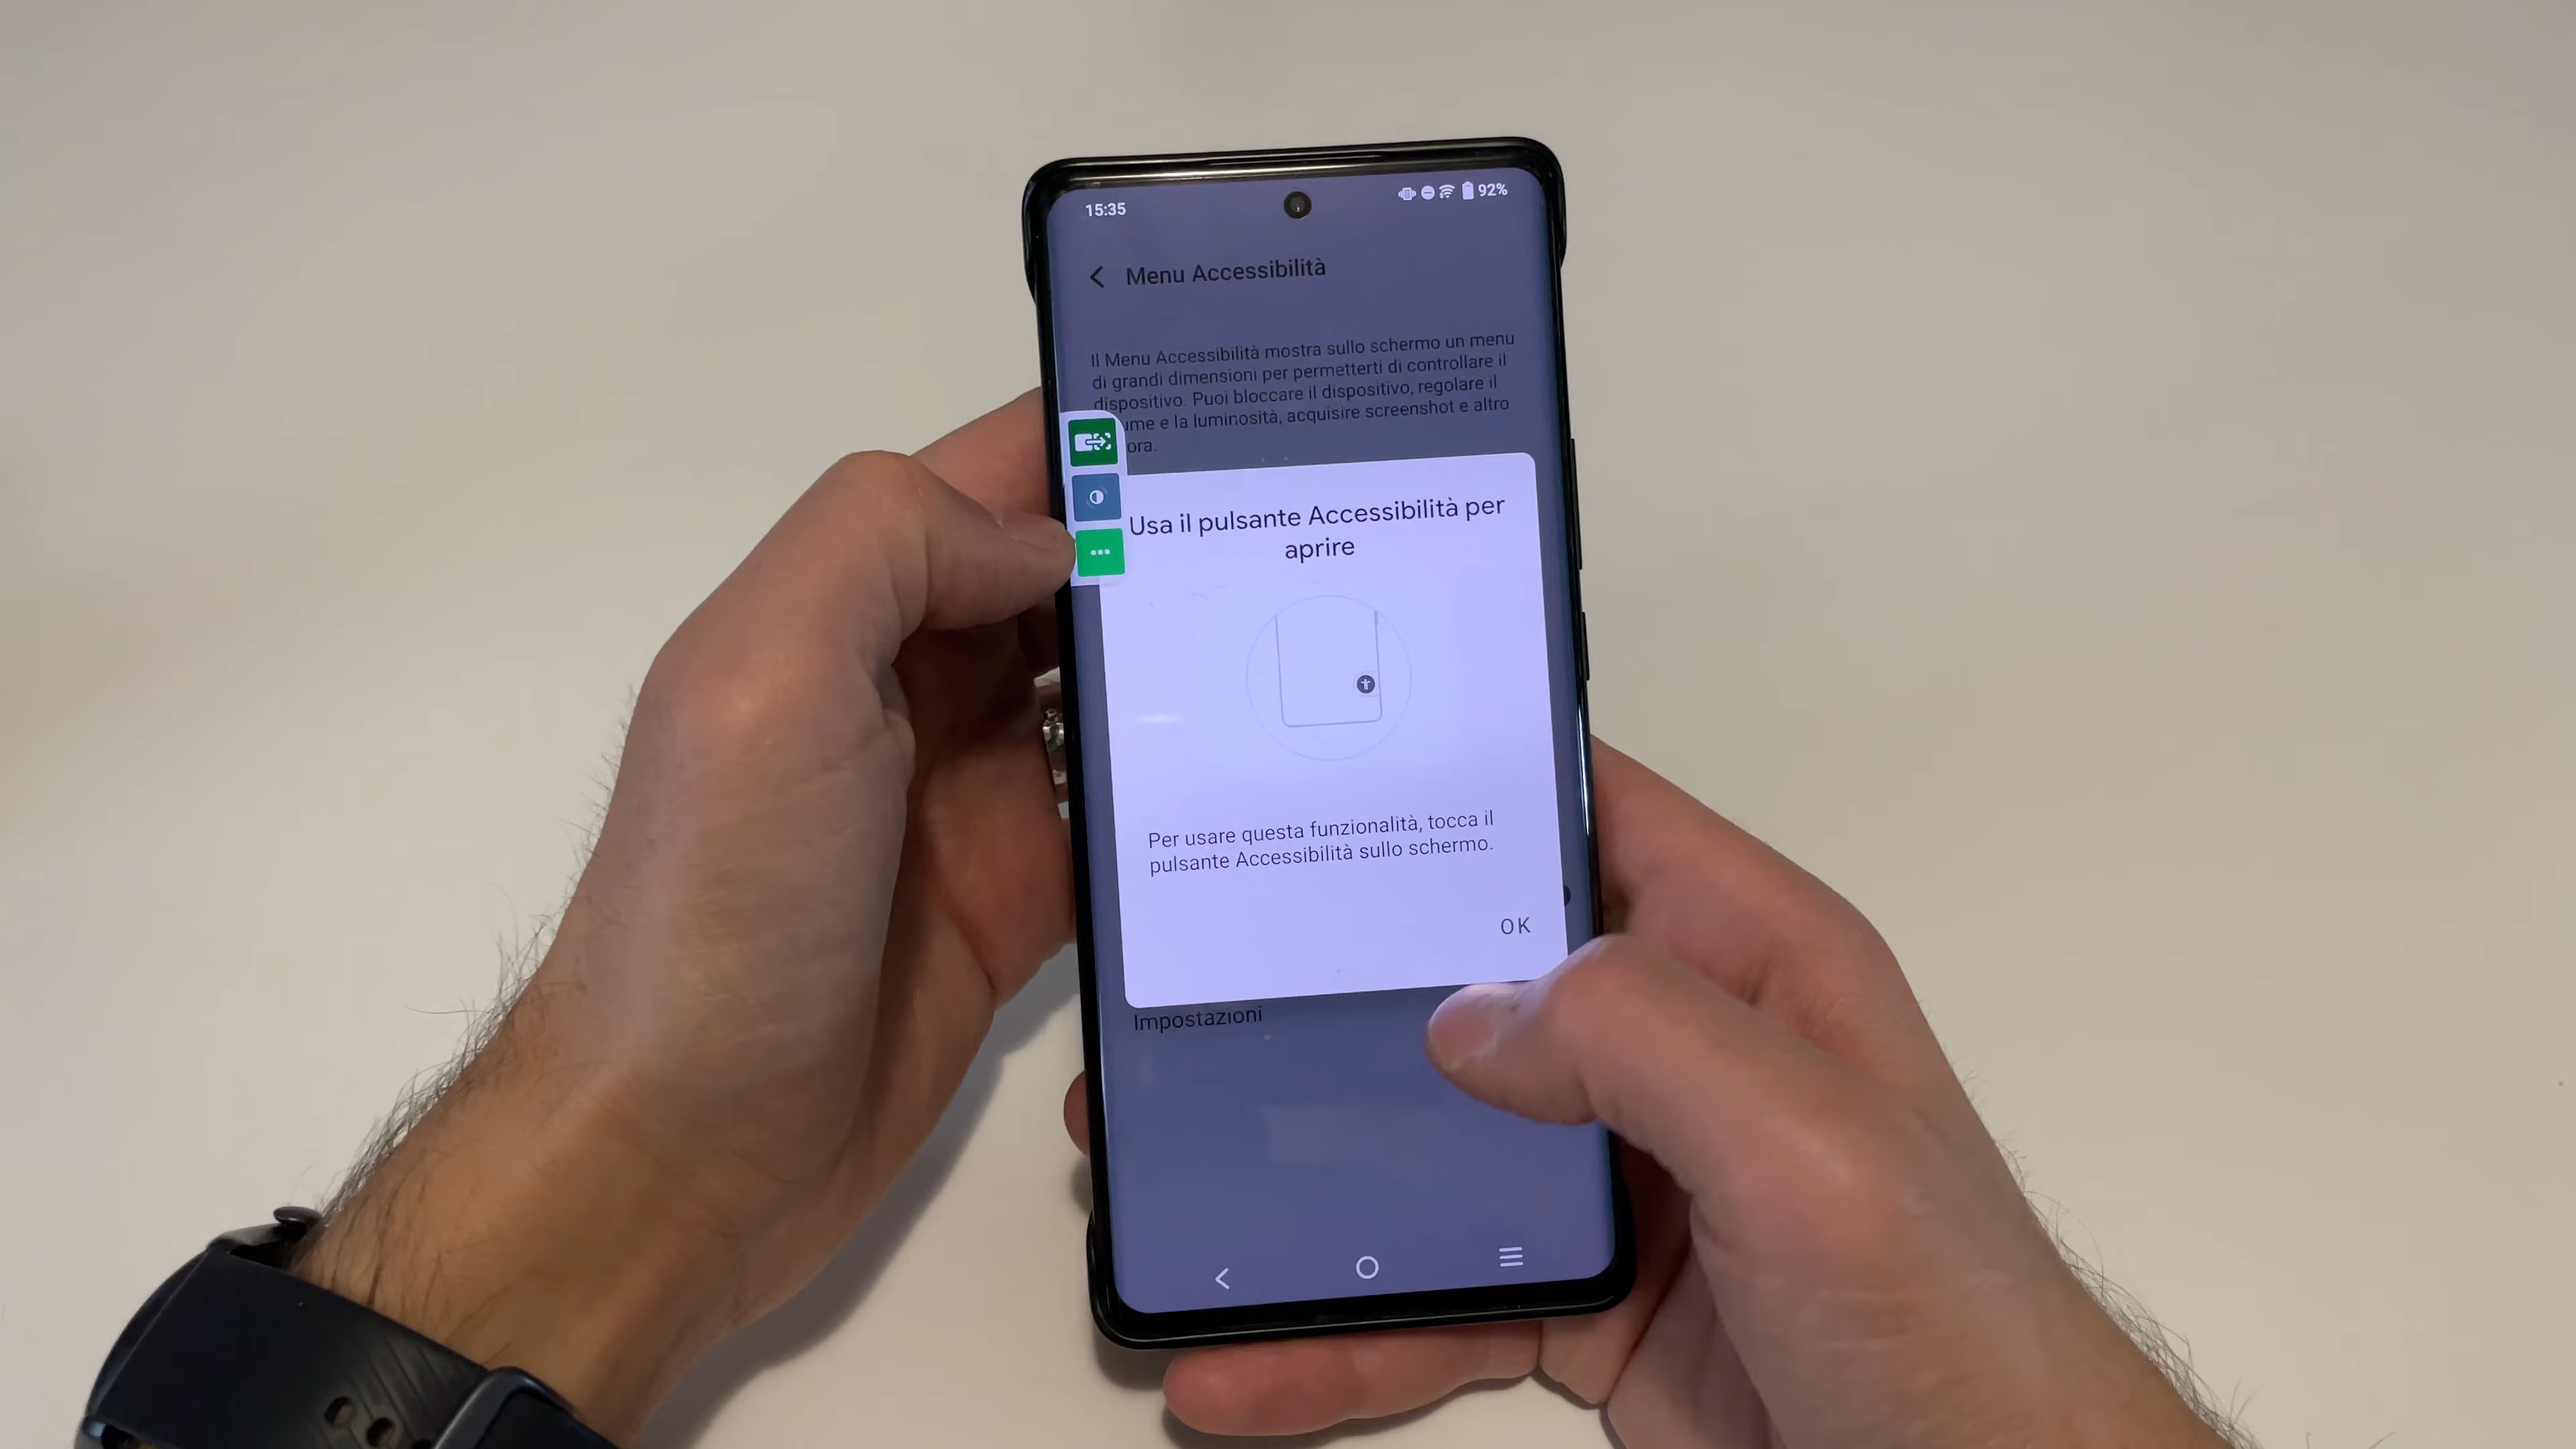 15:35
92%
Menu Accessibilità
Il Menu Accessibilità mostra sullo schermo un menu
di grandi dimensioni per permetterti di controllare il
dispositivo. Puoi bloccare il dispositivo, regolare il
ume e la luminosità, acquisire screenshot e altro
ora.
Usa il pulsante Accessibilità per
aprire
Per usare questa funzionalità, tocca il
pulsante Accessibilità sullo schermo.
OK
Impostazioni